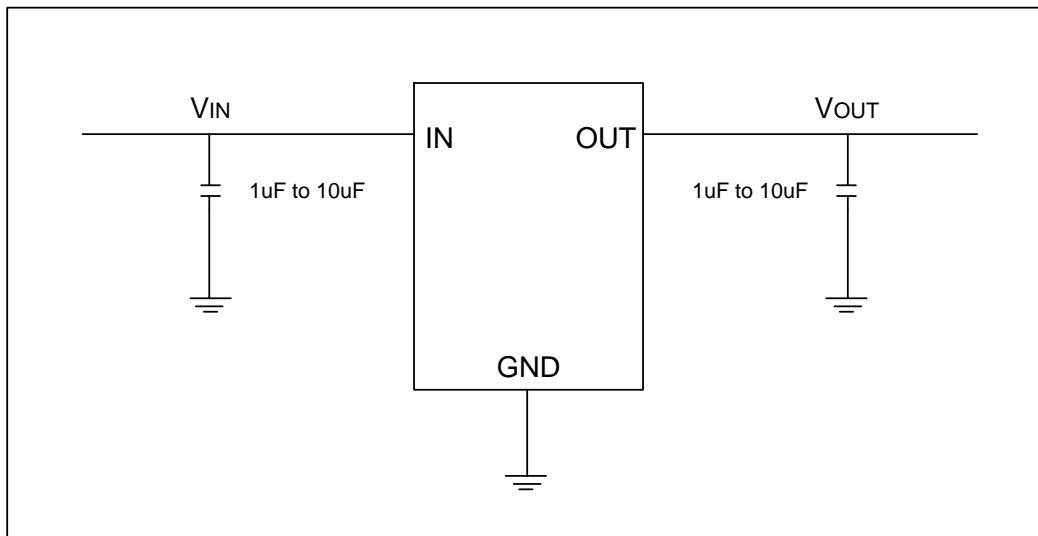 VIN
VOUT
IN
OUT
1uF to 10uF
1uF to 10uF
GND